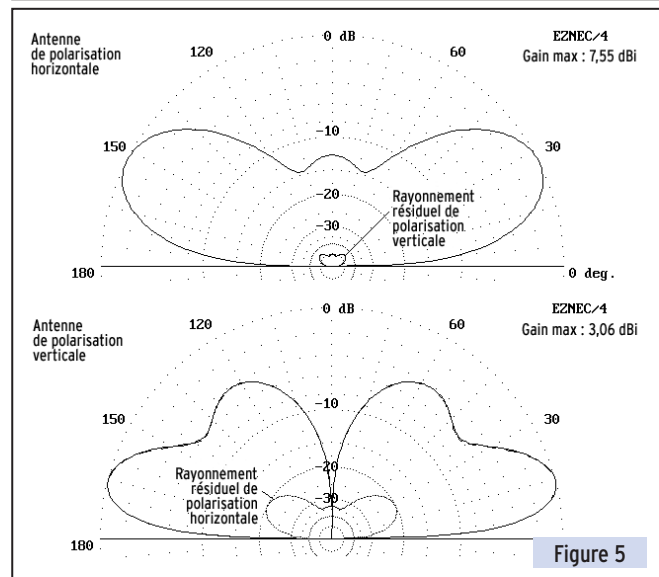 Antenne
de polarisation
horizontale
0 dB
EZNEC/4
Gain max : 7,55 dBi
120
60
150
30
-10
-20
-30
Rayonnement
résiduel de
polarisation
verticale
180
0 deg.
Antenne
de polarisation
verticale
0 dB
EZNEC/4
Gain max : 3,06 dBi
120
60
150
30
-10
-20
-30
Rayonnement
résiduel de
polarisation
horizontale
180
Figure 5